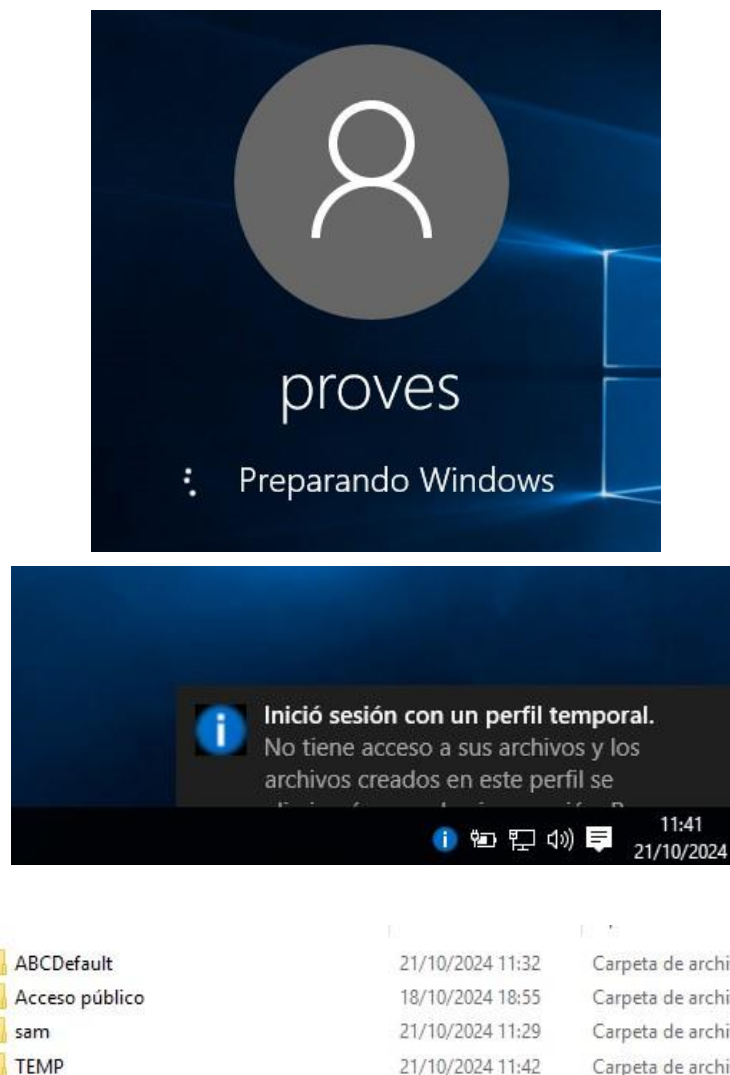 proves
Preparando Windows
Inició sesión con un perfil temporal.
No tiene acceso a sus archivos y los
archivos creados en este perfil se
11:41
21/10/2024
ABCDefault 21/10/2024 11:32 Carpeta de archi
Acceso público 18/10/2024 18:55 Carpeta de archi
sam 21/10/2024 11:29 Carpeta de archi
TEMP 21/10/2024 11:42 Carpeta de archi